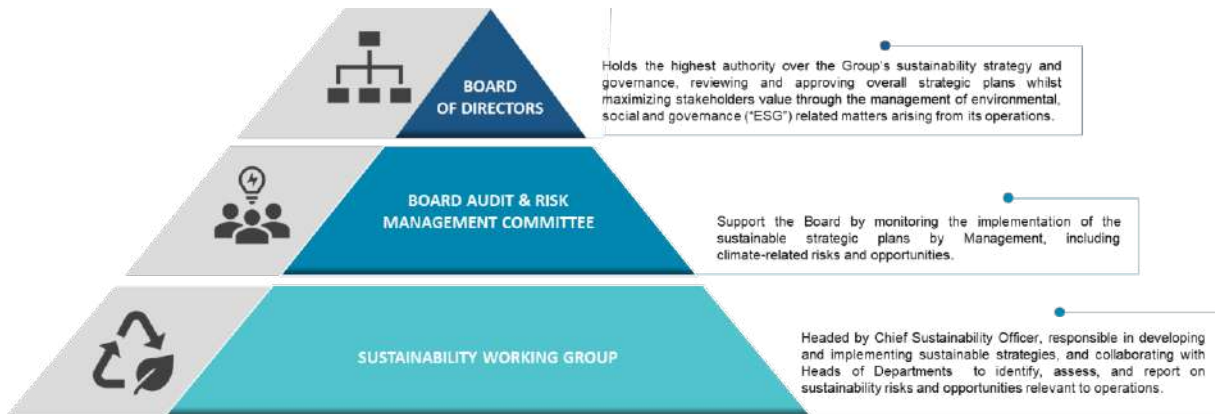 BOARD
OF DIRECTORS
Holds the highest authority over the Group's sustainability strategy and
governance, reviewing and approving overall strategic plans whilst
maximizing stakeholders value through the management of environmental,
social and governance ("ESG") related matters arising from its operations.
BOARD AUDIT & RISK
MANAGEMENT COMMITTEE
Support the Board by monitoring the implementation of the
sustainable strategic plans by Management, including
climate-related risks and opportunities.
SUSTAINABILITY WORKING GROUP
Headed by Chief Sustainability Officer, responsible in developing
and implementing sustainable strategies, and collaborating with
Heads of Departments to identify, assess, and report on
sustainability risks and opportunities relevant to operations.